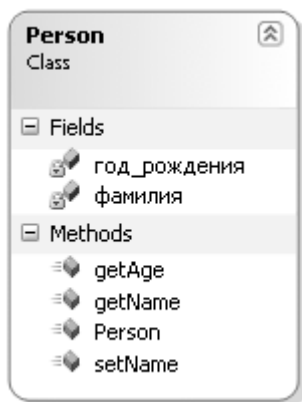 Person
Class
Fields
год_рождения
фамилия
Methods
getAge
getName
Person
setName